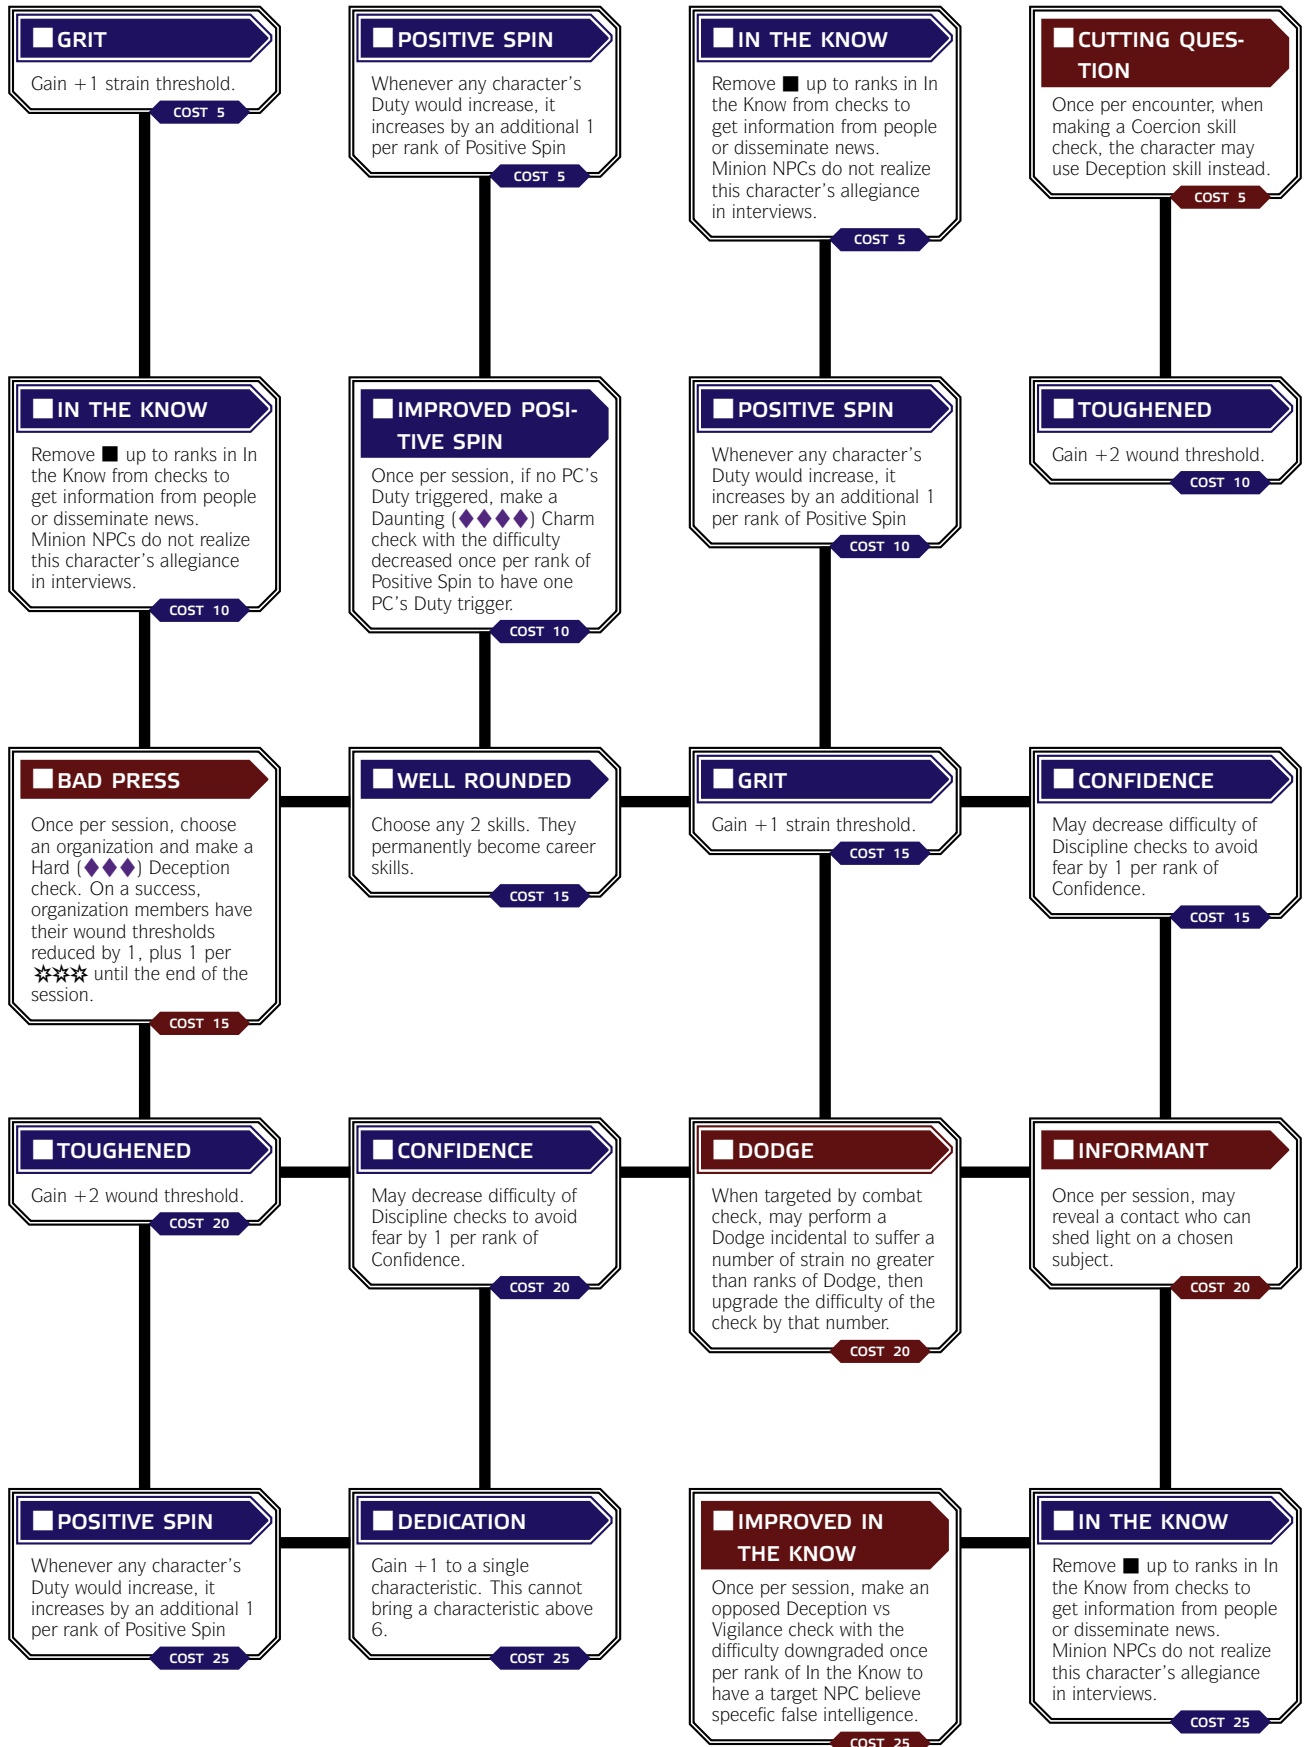 GRIT
Gain +1 strain threshold.
COST 5
POSITIVE SPIN
Whenever any character's
Duty would increase, it
increases by an additional 1
per rank of Positive Spin
COST 5
IN THE KNOW
Remove ■ up to ranks in In
the Know from checks to
get information from people
or disseminate news.
Minion NPCs do not realize
this character's allegiance
in interviews.
COST 5
CUTTING QUES-
TION
Once per encounter, when
making a Coercion skill
check, the character may
use Deception skill instead.
COST 5
IN THE KNOW
Remove ■ up to ranks in In
the Know from checks to
get information from people
or disseminate news.
Minion NPCs do not realize
this character's allegiance
in interviews.
COST 10
IMPROVED POSI-
TIVE SPIN
Once per session, if no PC's
Duty triggered, make a
Daunting (◆◆◆◆) Charm
check with the difficulty
decreased once per rank of
Positive Spin to have one
PC's Duty trigger.
COST 10
POSITIVE SPIN
Whenever any character's
Duty would increase, it
increases by an additional 1
per rank of Positive Spin
COST 10
TOUGHENED
Gain +2 wound threshold.
COST 10
BAD PRESS
Once per session, choose
an organization and make a
Hard (◆◆◆) Deception
check. On a success,
organization members have
their wound thresholds
reduced by 1, plus 1 per
✲✲✲ until the end of the
session.
COST 15
WELL ROUNDED
Choose any 2 skills. They
permanently become career
skills.
COST 15
GRIT
Gain +1 strain threshold.
COST 15
CONFIDENCE
May decrease difficulty of
Discipline checks to avoid
fear by 1 per rank of
Confidence.
COST 15
TOUGHENED
Gain +2 wound threshold.
COST 20
CONFIDENCE
May decrease difficulty of
Discipline checks to avoid
fear by 1 per rank of
Confidence.
COST 20
DODGE
When targeted by combat
check, may perform a
Dodge incidental to suffer a
number of strain no greater
than ranks of Dodge, then
upgrade the difficulty of the
check by that number.
COST 20
INFORMANT
Once per session, may
reveal a contact who can
shed light on a chosen
subject.
COST 20
POSITIVE SPIN
Whenever any character's
Duty would increase, it
increases by an additional 1
per rank of Positive Spin
COST 25
DEDICATION
Gain +1 to a single
characteristic. This cannot
bring a characteristic above
6.
COST 25
IMPROVED IN
THE KNOW
Once per session, make an
opposed Deception vs
Vigilance check with the
difficulty downgraded once
per rank of In the Know to
have a target NPC believe
specefic false intelligence.
COST 25
IN THE KNOW
Remove ■ up to ranks in In
the Know from checks to
get information from people
or disseminate news.
Minion NPCs do not realize
this character's allegiance
in interviews.
COST 25